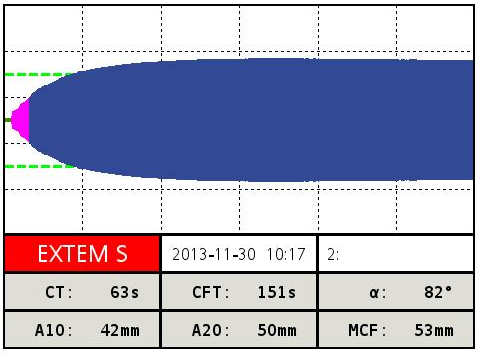 EXTEM S 2013-11-30 10:17 2:
CT: 63s CFT: 151s α: 82°
A10: 42mm A20: 50mm MCF: 53mm